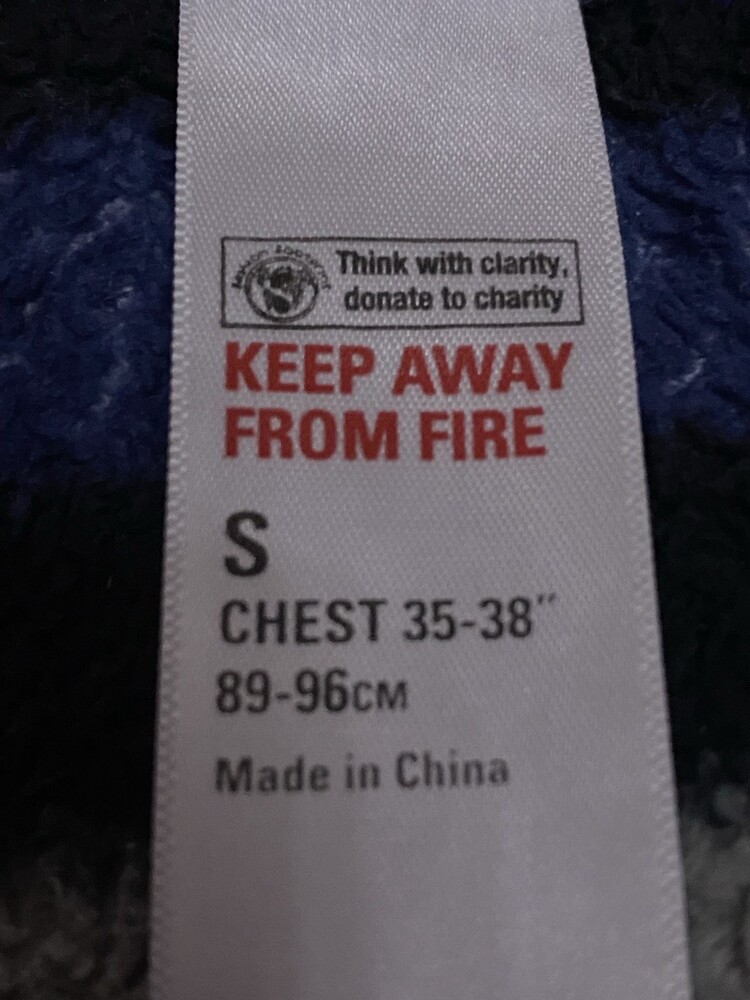 Think with clarity,
donate to charity
KEEP AWAY
FROM FIRE
S
CHEST 35-38"
89-96CM
Made in China